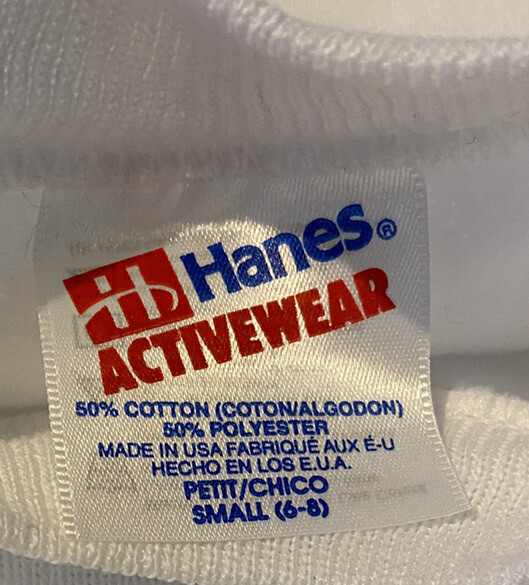 Hanes®
ACTIVEWEAR
50% COTTON (COTON/ALGODON)
50% POLYESTER
MADE IN USA FABRIQUÉ AUX É-U
HECHO EN LOS E.U.A.
PETIT/CHICO
SMALL (6-8)